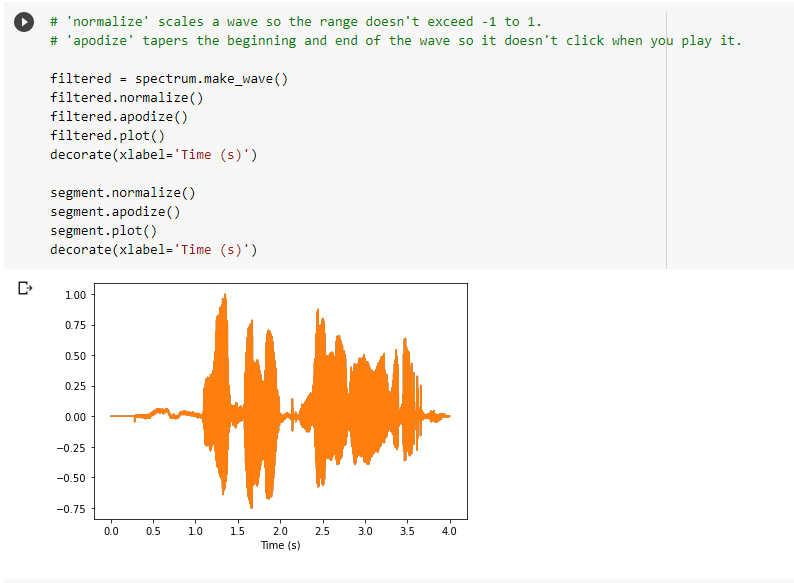 # 'normalize' scales a wave so the range doesn't exceed -1 to 1.
# 'apodize' tapers the beginning and end of the wave so it doesn't click when you play it.
filtered = spectrum.make_wave()
filtered.normalize()
filtered.apodize()
filtered.plot()
decorate(xlabel='Time (s)')
segment.normalize()
segment.apodize()
segment.plot()
decorate(xlabel='Time (s)')
1.00
0.75
0.50
0.25
0.00
−0.25
−0.50
−0.75
0.0 0.5 1.0 1.5 2.0 2.5 3.0 3.5 4.0
Time (s)